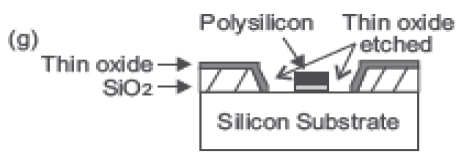 (g)
Polysilicon
Thin oxide
etched
Thin oxide
SiO2
Silicon Substrate